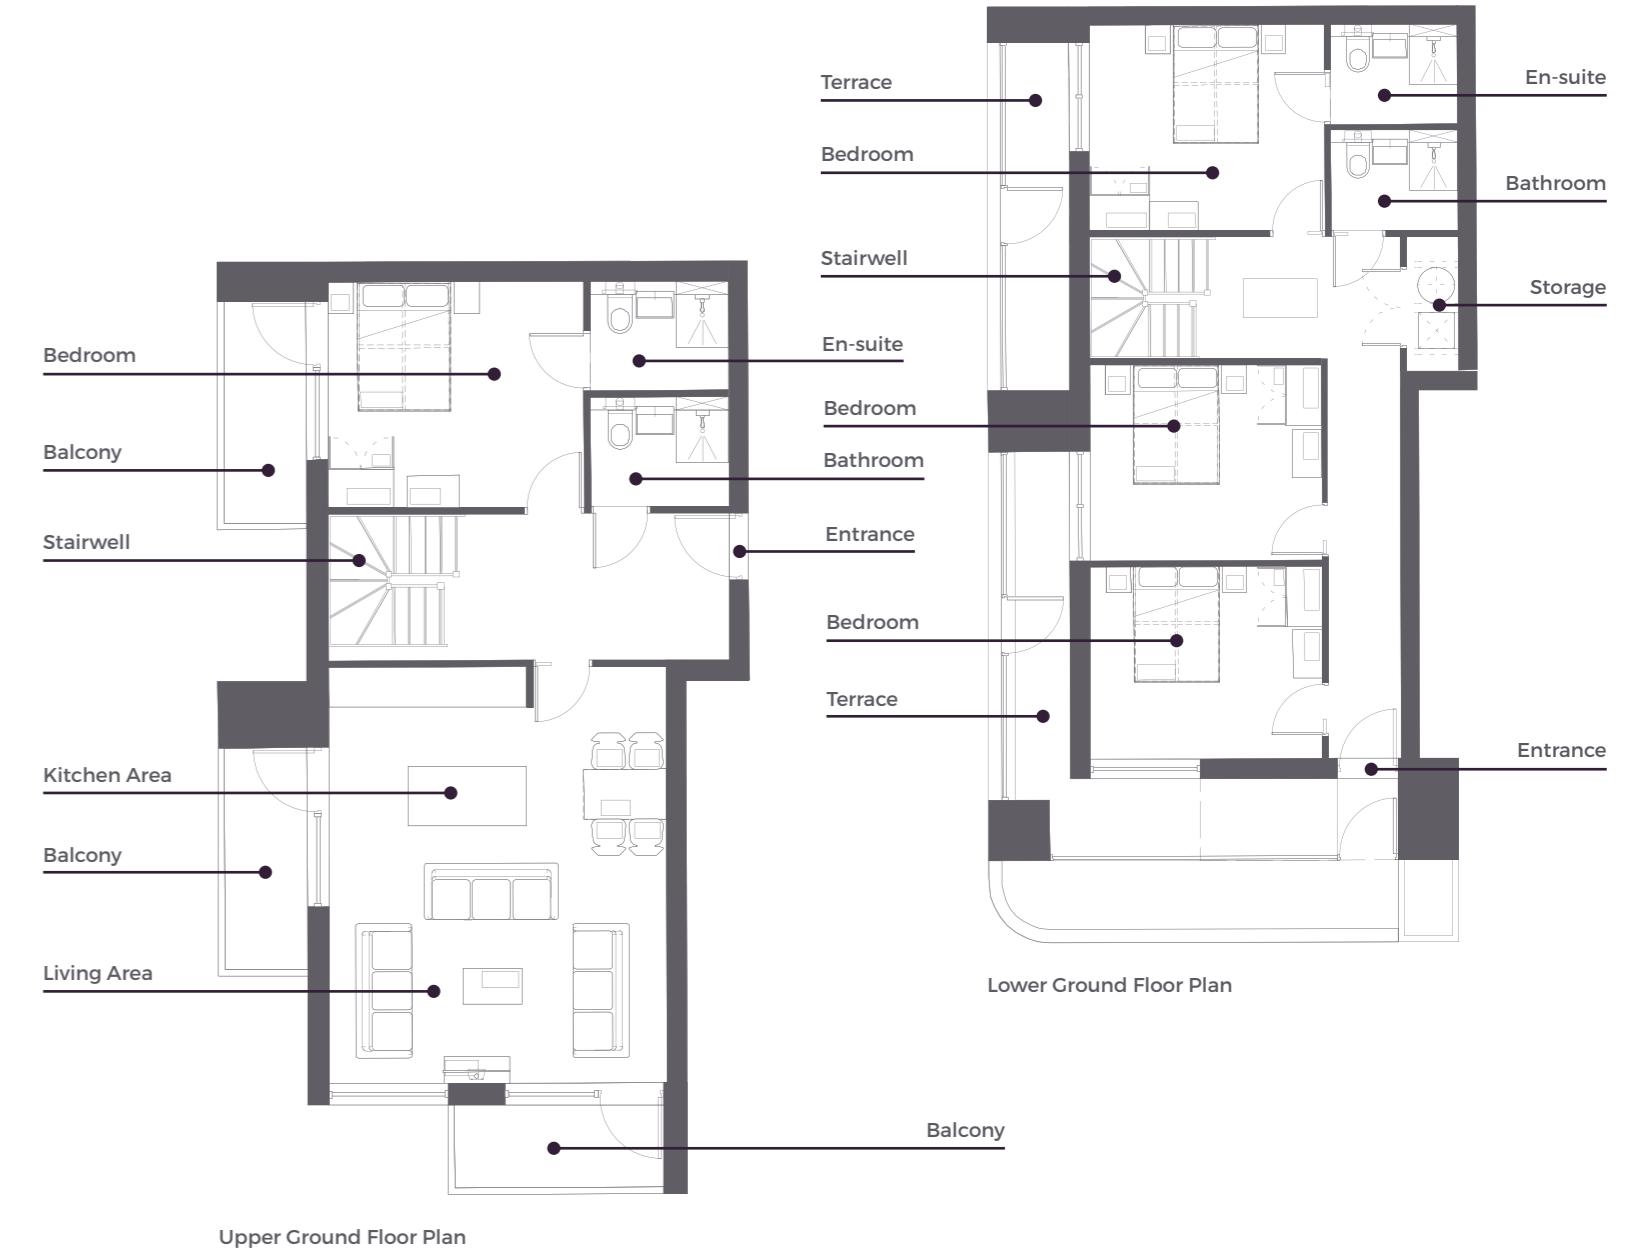 Bedroom
Balcony
Stairwell
Kitchen Area
Balcony
Living Area
En-suite
Bathroom
Entrance
Balcony
Upper Ground Floor Plan
Terrace
Bedroom
Stairwell
Bedroom
Bedroom
Terrace
En-suite
Bathroom
Storage
Entrance
Lower Ground Floor Plan